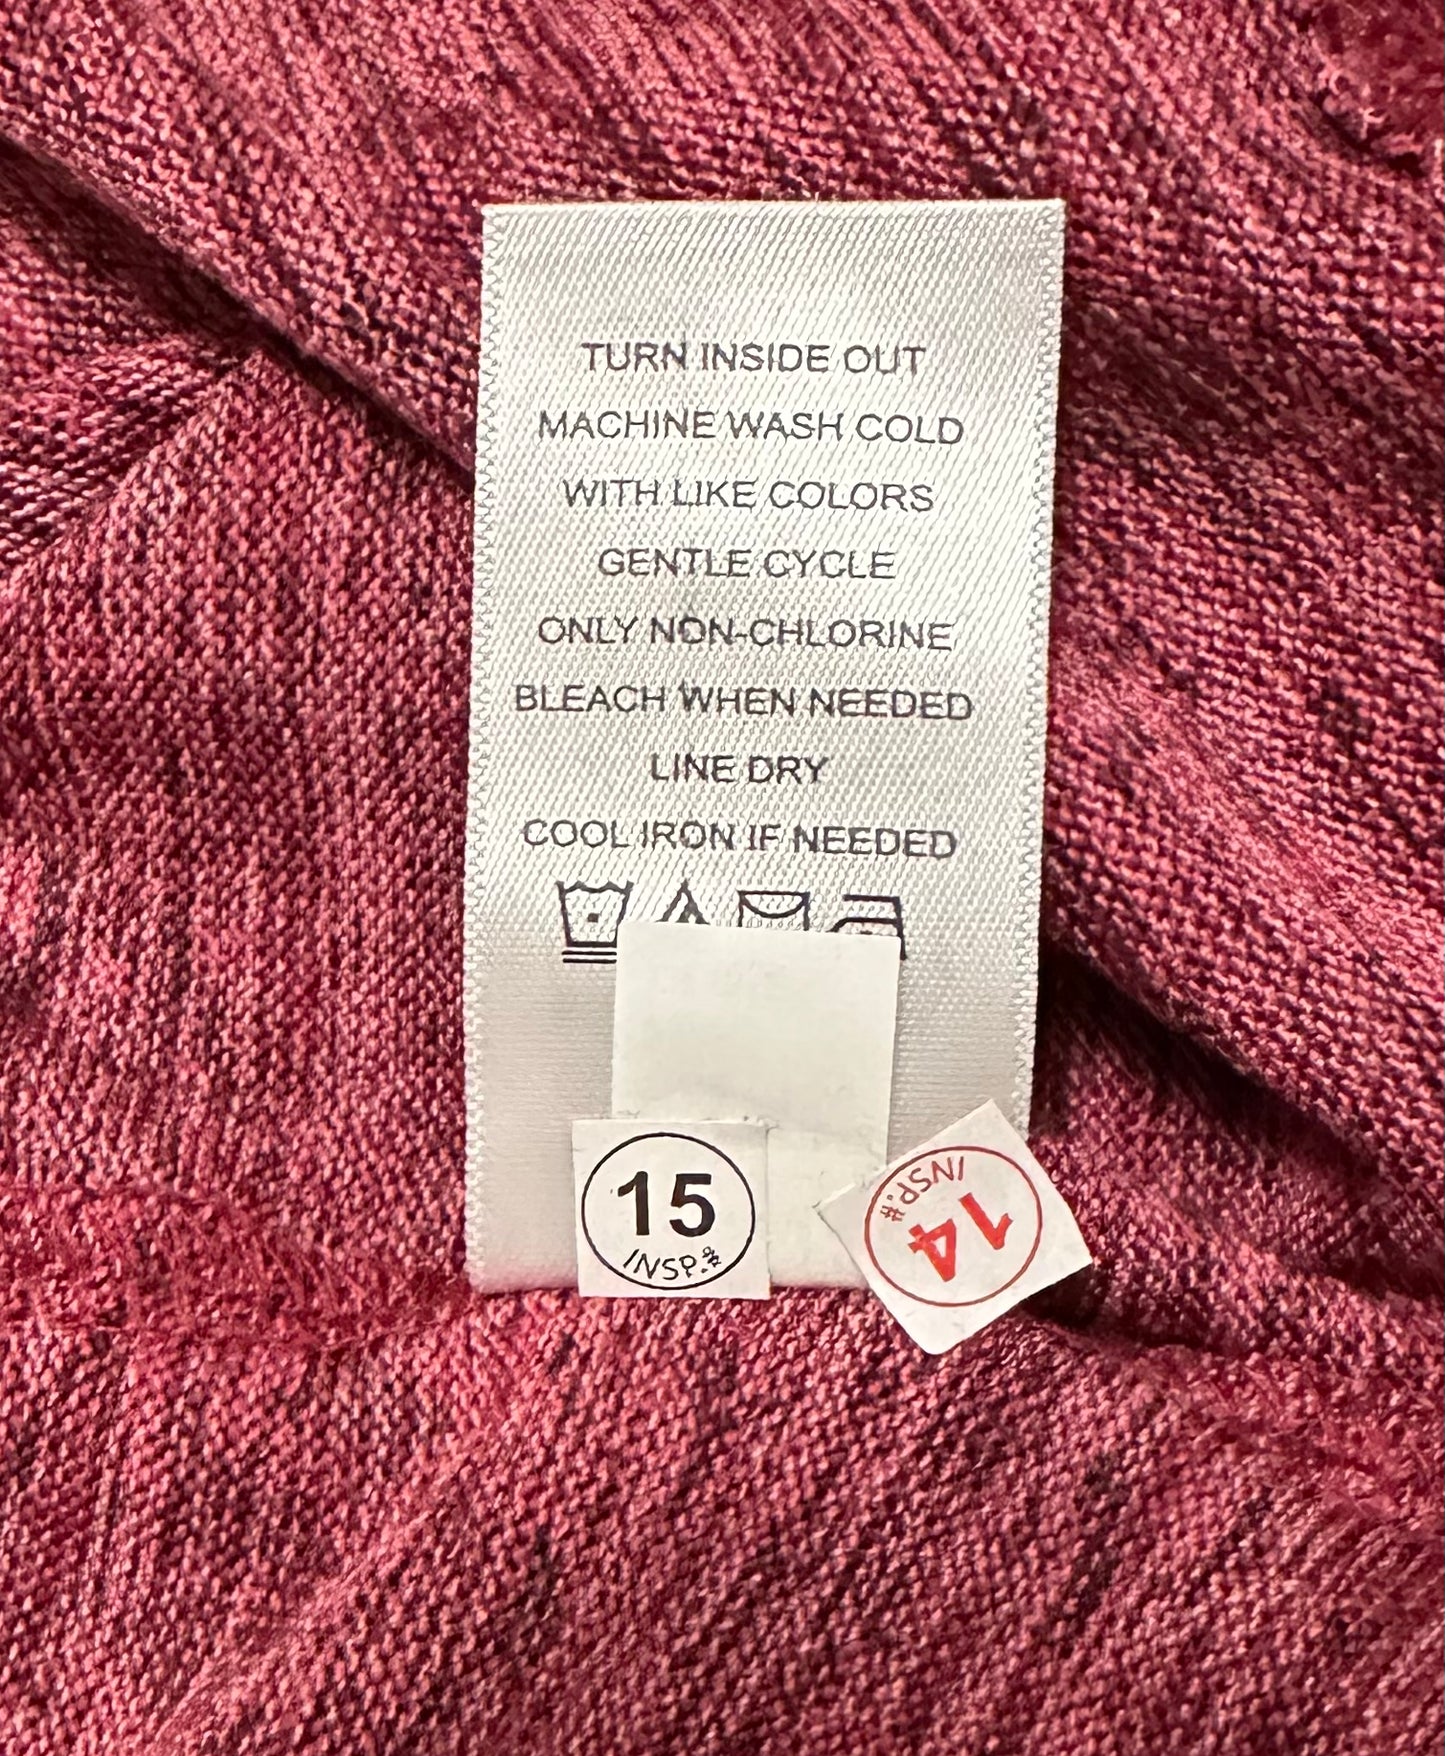 TURN INSIDE OUT
MACHINE WASH COLD
WITH LIKE COLORS
GENTLE CYCLE
ONLY NON-CHLORINE
BLEACH WHEN NEEDED
LINE DRY
COOL IRON IF NEEDED
15
INSP.#
INSP.#
14